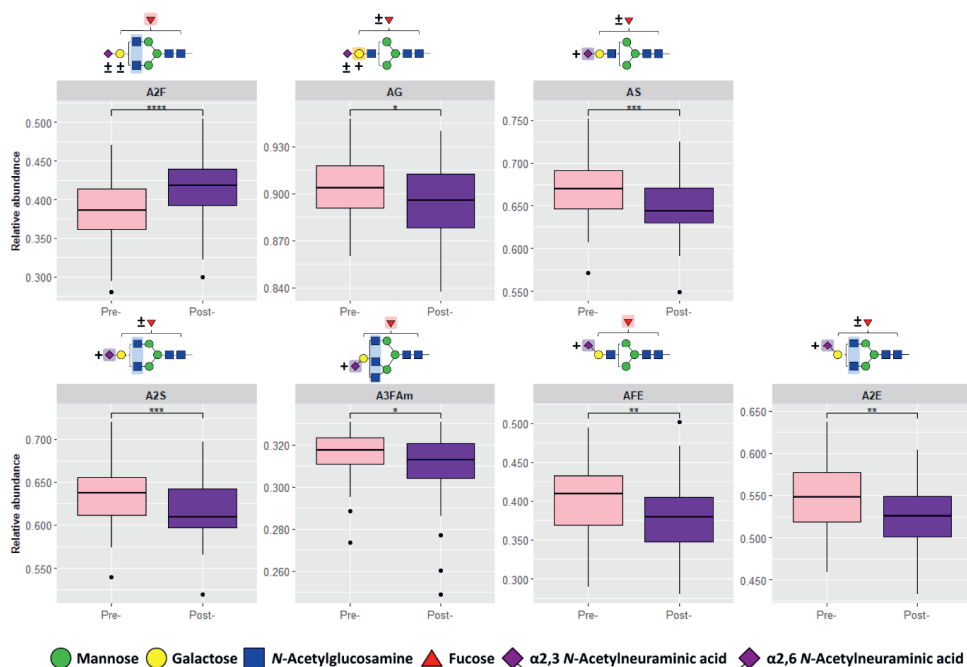 ±
± ±
± +
±
+
A2F
AG
AS
****
*
***
Relative abundance
0.500
0.450
0.400
0.350
0.300
0.930
0.900
0.870
0.840
0.750
0.700
0.650
0.600
0.550
Pre-
Post-
Pre-
Post-
Pre-
Post-
±
+
+
+
±
+
A2S
A3FAm
AFE
A2E
***
*
**
**
Relative abundance
0.700
0.650
0.600
0.550
0.320
0.300
0.280
0.260
0.500
0.450
0.400
0.350
0.300
0.650
0.600
0.550
0.500
0.450
Pre-
Post-
Pre-
Post-
Pre-
Post-
Pre-
Post-
Mannose Galactose N-Acetylglucosamine Fucose α2,3 N-Acetylneuraminic acid α2,6 N-Acetylneuraminic acid